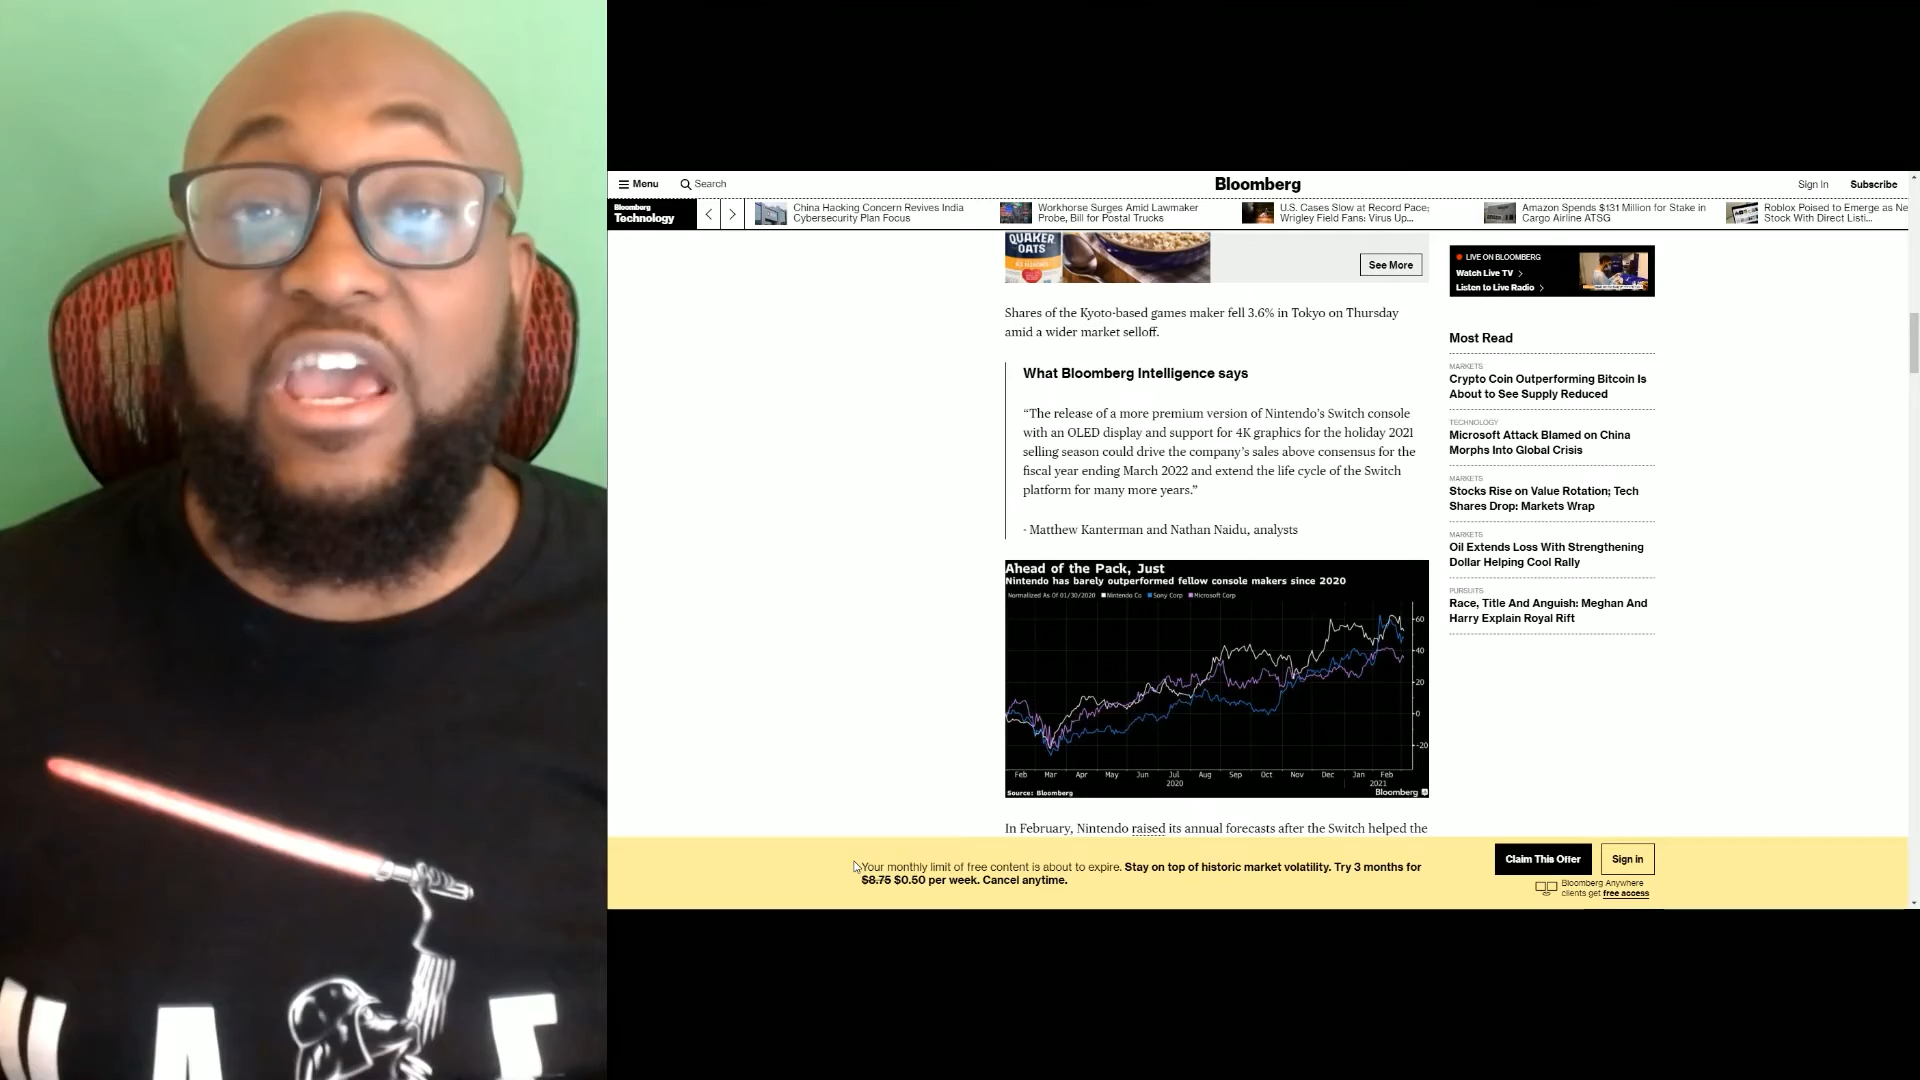 Menu
Search
Bloomberg
Sign In
Subscribe
Bloomberg
Technology
China Hacking Concern Revives India
Cybersecurity Plan Focus
Workhorse Surges Amid Lawmaker
Probe, Bill for Postal Trucks
U.S. Cases Slow at Record Pace;
Wrigley Field Fans: Virus Up...
Amazon Spends $131 Million for Stake in
Cargo Airline ATSG
Roblox Poised to Emerge as Ne
Stock With Direct Listi...
QUAKER
OATS
See More
Shares of the Kyoto-based games maker fell 3.6% in Tokyo on Thursday
amid a wider market selloff.
What Bloomberg Intelligence says
“The release of a more premium version of Nintendo’s Switch console
with an OLED display and support for 4K graphics for the holiday 2021
selling season could drive the company’s sales above consensus for the
fiscal year ending March 2022 and extend the life cycle of the Switch
platform for many more years.”
- Matthew Kanterman and Nathan Naidu, analysts
Ahead of the Pack, Just
Nintendo has barely outperformed fellow console makers since 2020
Normalized As Of 01/30/2020 Nintendo Co Sony Corp Microsoft Corp
60
40
20
0
-20
Feb Mar Apr May Jun Jul Aug Sep Oct Nov Dec Jan Feb
2020 2021
Source: Bloomberg
Bloomberg
In February, Nintendo raised its annual forecasts after the Switch helped the
LIVE ON BLOOMBERG
Watch Live TV
Listen to Live Radio
Most Read
MARKETS
Crypto Coin Outperforming Bitcoin Is
About to See Supply Reduced
TECHNOLOGY
Microsoft Attack Blamed on China
Morphs Into Global Crisis
MARKETS
Stocks Rise on Value Rotation; Tech
Shares Drop: Markets Wrap
MARKETS
Oil Extends Loss With Strengthening
Dollar Helping Cool Rally
PURSUITS
Race, Title And Anguish: Meghan And
Harry Explain Royal Rift
Your monthly limit of free content is about to expire. Stay on top of historic market volatility. Try 3 months for
$8.75 $0.50 per week. Cancel anytime.
Claim This Offer
Sign in
Bloomberg Anywhere
clients get free access